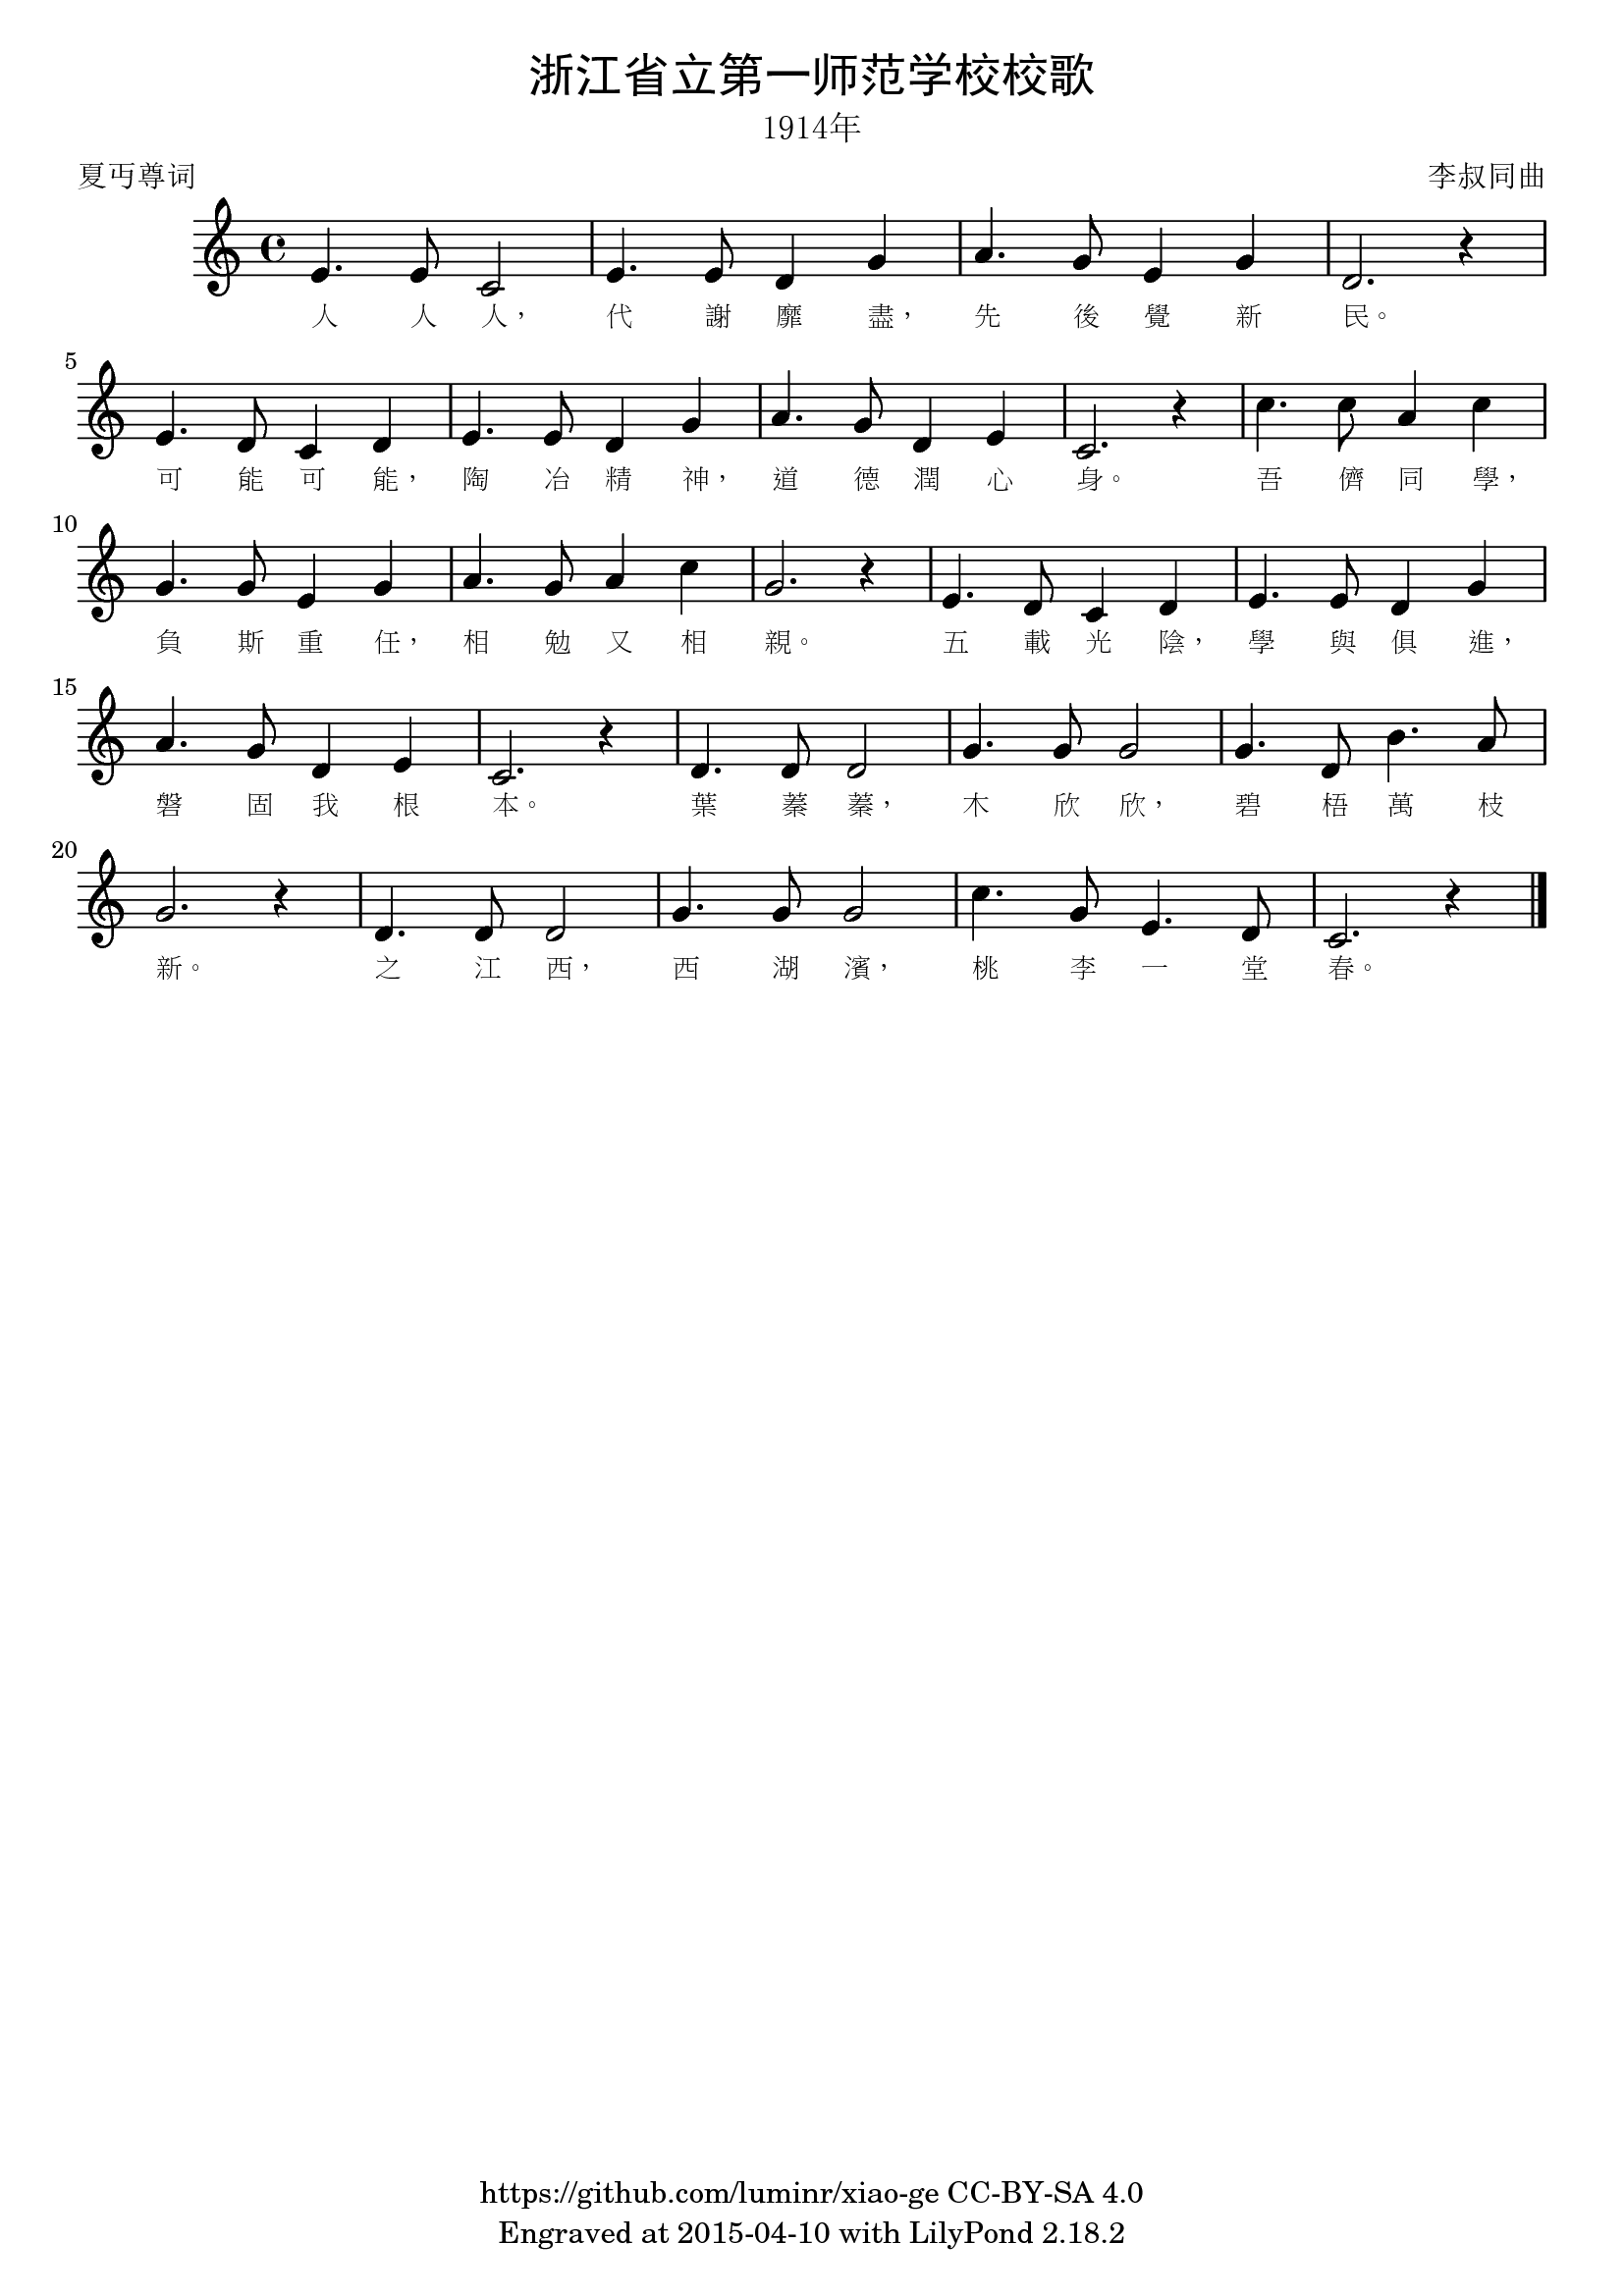 浙江省立第一师范学校校歌
1914年
夏丏尊词 李叔同曲
人 人 人， 代 謝 靡 盡， 先 後 覺 新 民。
5
可 能 可 能， 陶 冶 精 神， 道 德 潤 心 身。 吾 儕 同 學，
10
負 斯 重 任， 相 勉 又 相 親。 五 載 光 陰， 學 與 俱 進，
15
磐 固 我 根 本。 葉 蓁 蓁， 木 欣 欣， 碧 梧 萬 枝
20
新。 之 江 西， 西 湖 濱， 桃 李 一 堂 春。
https://github.com/luminr/xiao-ge CC-BY-SA 4.0
Engraved at 2015-04-10 with LilyPond 2.18.2